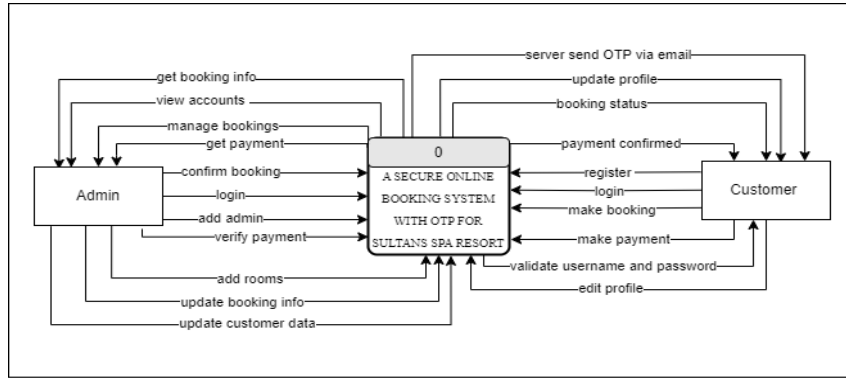 server send OTP via email
get booking info
update profile
view accounts
booking status
manage bookings
get payment
payment confirmed
0
confirm booking
register
A SECURE ONLINE
Admin
login
BOOKING SYSTEM
login
Customer
make booking
add admin
WITH OTP FOR
verify payment
SULTANS SPA RESORT
make payment
validate username and password
add rooms
edit profile
update booking info
update customer data